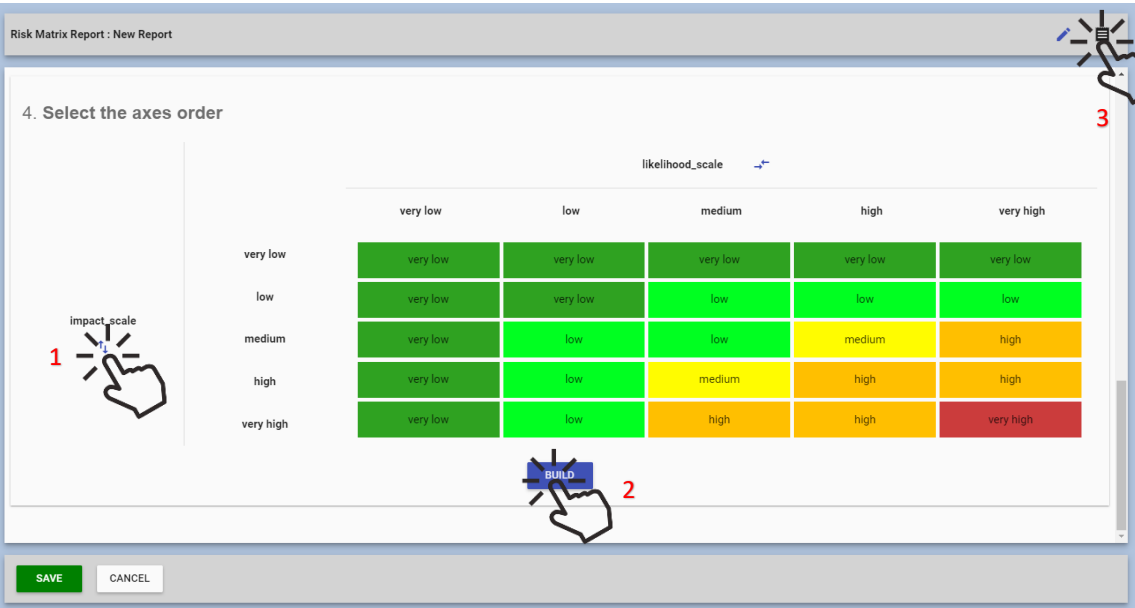 Risk Matrix Report : New Report
3
4. Select the axes order
likelihood_scale
very low low medium high very high
very low very low very low very low very low very low
low very low very low low low low
impact_scale
1
medium very low low low medium high
high very low low medium high high
very high very low low high high very high
BUILD
2
SAVE CANCEL